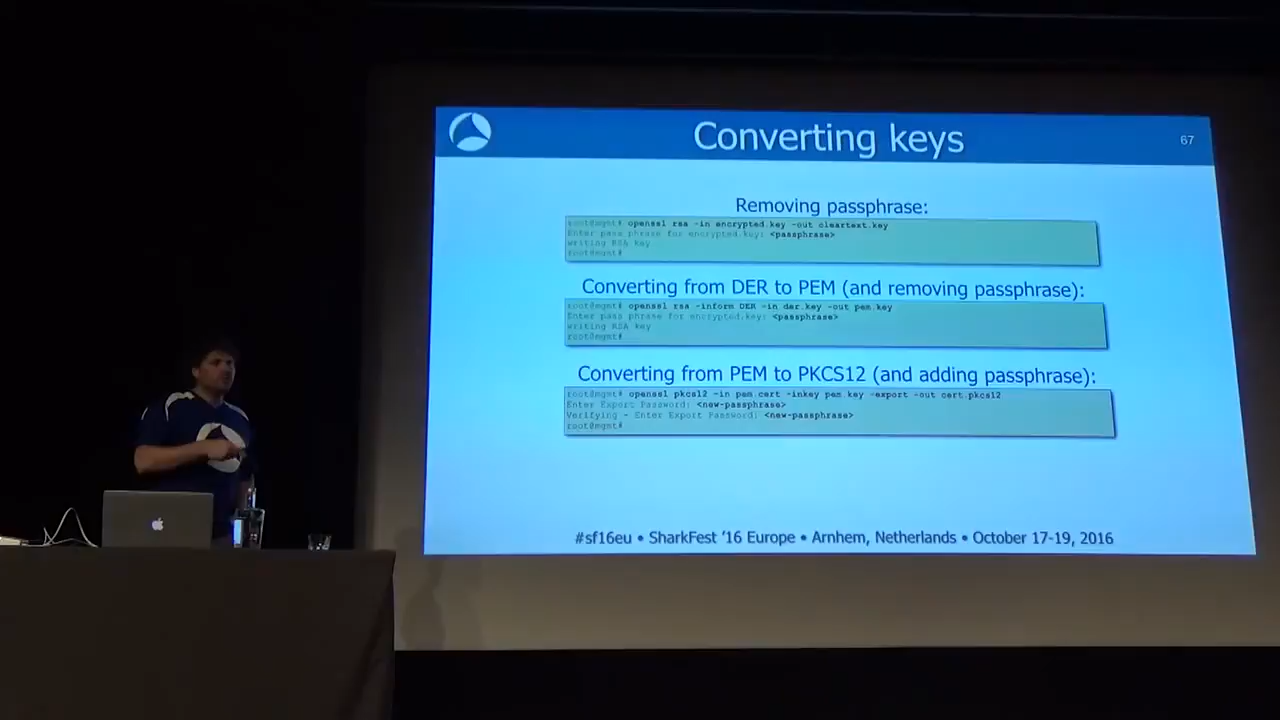 Converting keys
67
Removing passphrase:
root@mgmt# openssl rsa -in encrypted.key -out cleartext.key
Enter pass phrase for encrypted.key: <passphrase>
writing RSA key
root@mgmt#
Converting from DER to PEM (and removing passphrase):
root@mgmt# openssl rsa -inform DER -in der.key -out pem.key
Enter pass phrase for encrypted.key: <passphrase>
writing RSA key
root@mgmt#
Converting from PEM to PKCS12 (and adding passphrase):
root@mgmt# openssl pkcs12 -in pem.cert -inkey pem.key -export -out cert.pkcs12
Enter Export Password: <new-passphrase>
Verifying - Enter Export Password: <new-passphrase>
root@mgmt#
#sf16eu • SharkFest '16 Europe • Arnhem, Netherlands • October 17-19, 2016